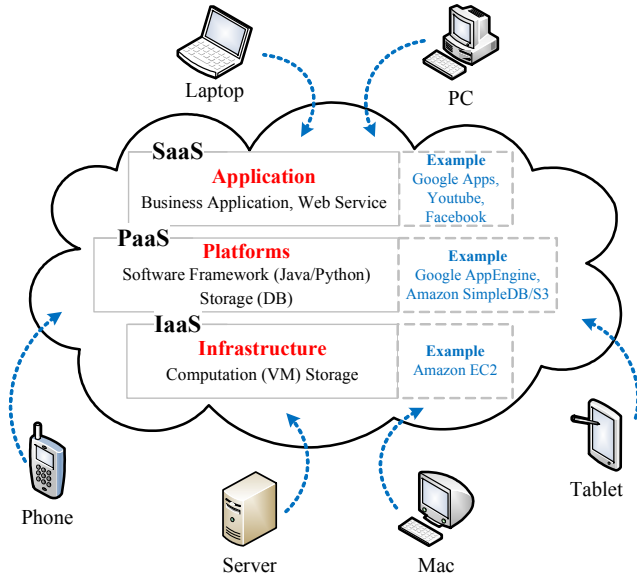 Laptop
PC
SaaS
Application
Business Application, Web Service
Example
Google Apps,
Youtube,
Facebook
PaaS
Platforms
Software Framework (Java/Python)
Storage (DB)
Example
Google AppEngine,
Amazon SimpleDB/S3
IaaS
Infrastructure
Computation (VM) Storage
Example
Amazon EC2
Phone
Server
Mac
Tablet